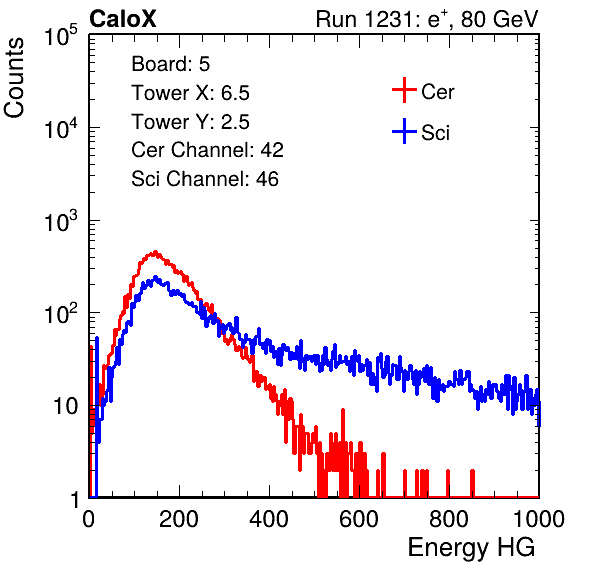 CaloX Run 1231: e⁺, 80 GeV
Counts
Board: 5
Tower X: 6.5
Tower Y: 2.5
Cer Channel: 42
Sci Channel: 46
Cer
Sci
10⁵
10⁴
10³
10²
10
1
0 200 400 600 800 1000
Energy HG